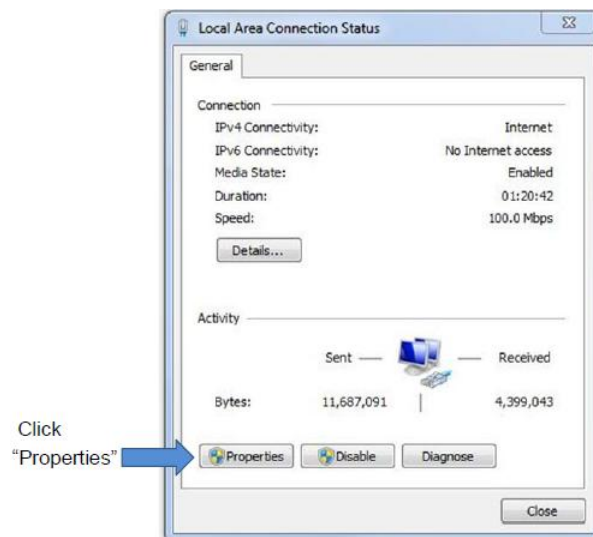 Local Area Connection Status
General
Connection
IPv4 Connectivity: Internet
IPv6 Connectivity: No Internet access
Media State: Enabled
Duration: 01:20:42
Speed: 100.0 Mbps
Details...
Activity
Sent Received
Bytes: 11,687,091 4,399,043
Click
"Properties"
Properties Disable Diagnose
Close